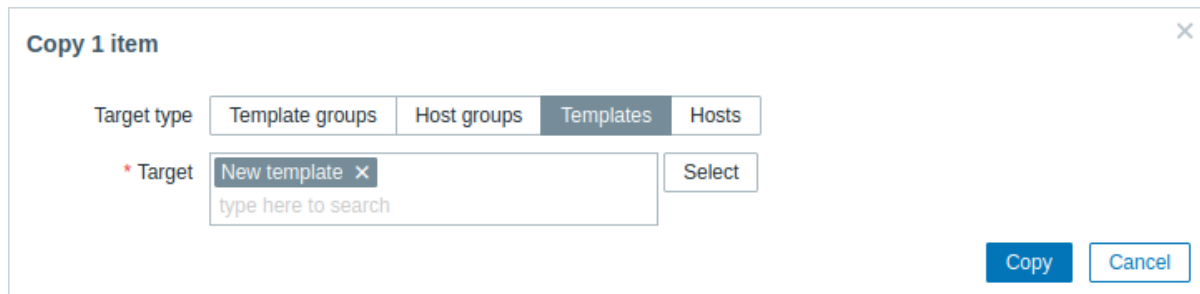 Copy 1 item
Target type Template groups Host groups Templates Hosts
* Target New template × Select
type here to search
Copy Cancel